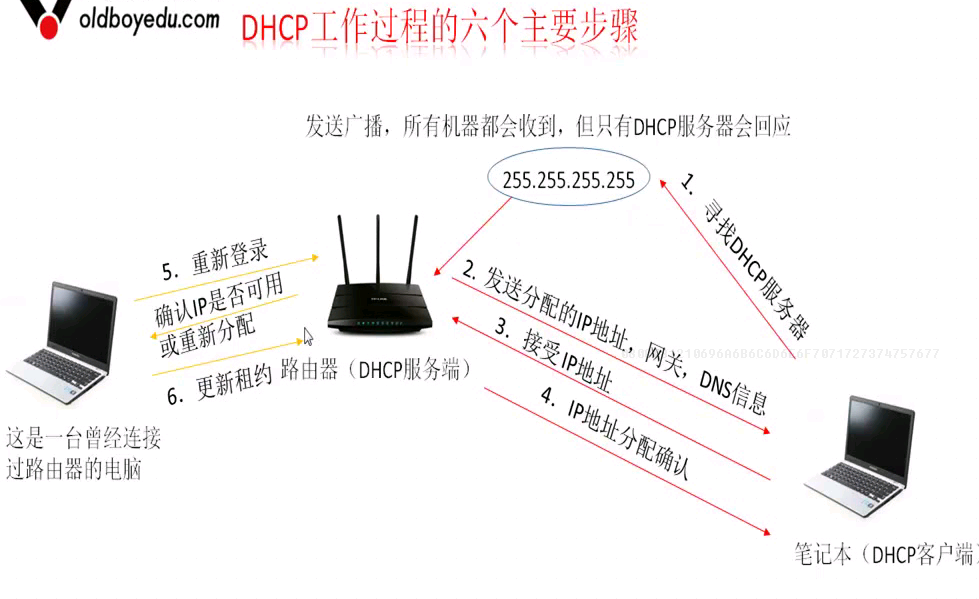 oldboyedu.com
DHCP工作过程的六个主要步骤
发送广播，所有机器都会收到，但只有DHCP服务器会回应
255.255.255.255
1. 寻找DHCP服务器
2. 发送分配的IP地址，网关，DNS信息
3. 接受IP地址
4. IP地址分配确认
5. 重新登录
确认IP是否可用
或重新分配
6. 更新租约
路由器（DHCP服务端）
这是一台曾经连接
过路由器的电脑
笔记本（DHCP客户端）